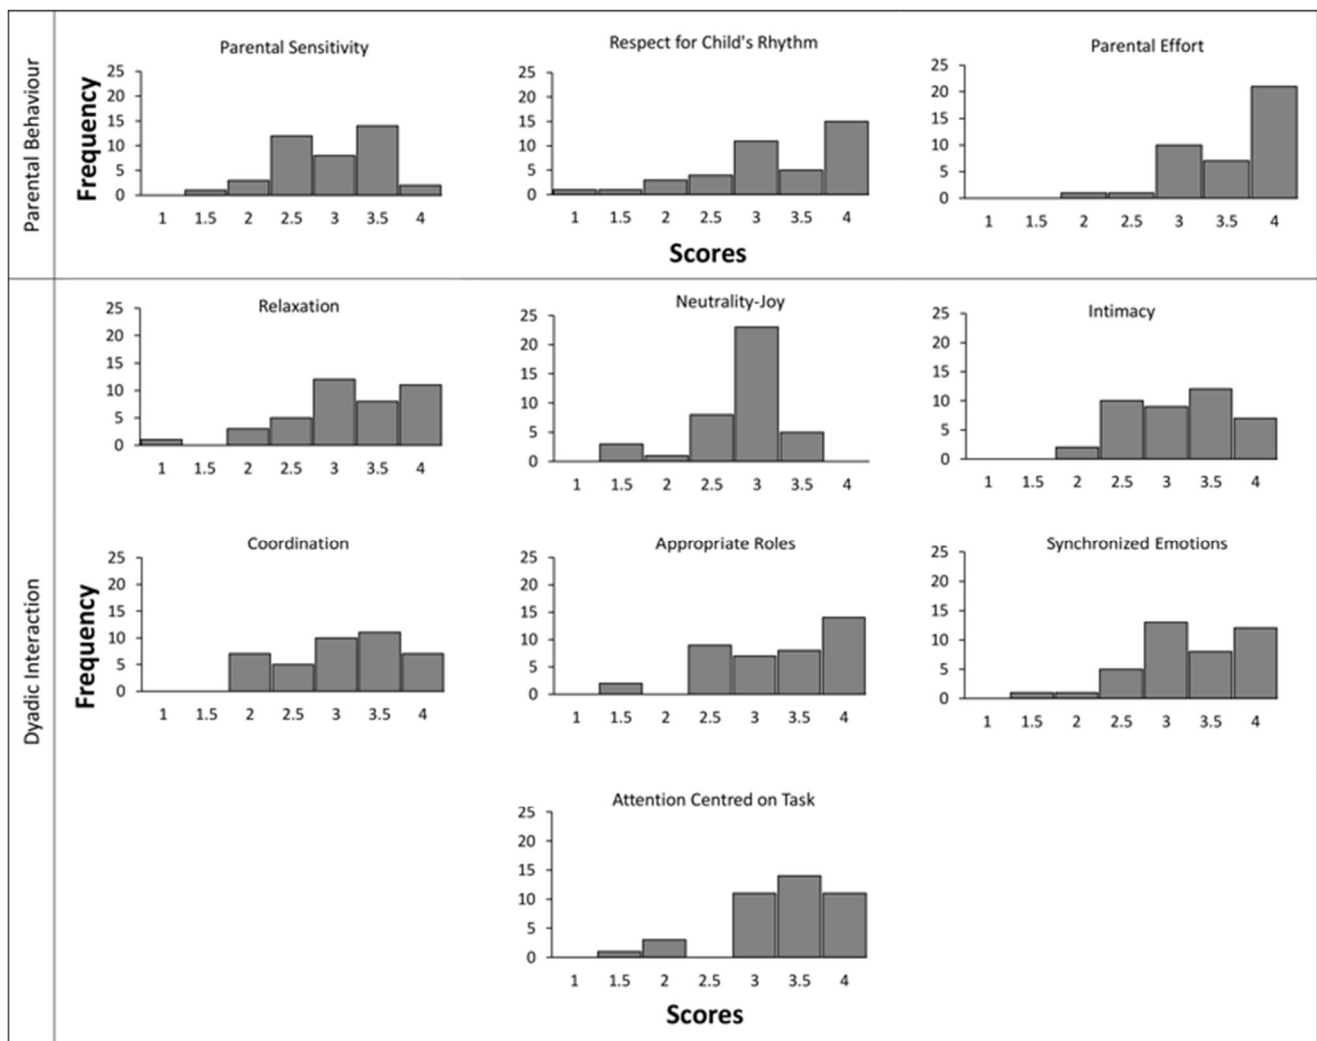 Parental Behaviour
Parental Sensitivity
Frequency
25
20
15
10
5
0
1 1.5 2 2.5 3 3.5 4
Respect for Child's Rhythm
25
20
15
10
5
0
1 1.5 2 2.5 3 3.5 4
Scores
Parental Effort
25
20
15
10
5
0
1 1.5 2 2.5 3 3.5 4
Dyadic Interaction
Relaxation
25
20
15
10
5
0
1 1.5 2 2.5 3 3.5 4
Neutrality-Joy
25
20
15
10
5
0
1 1.5 2 2.5 3 3.5 4
Intimacy
25
20
15
10
5
0
1 1.5 2 2.5 3 3.5 4
Coordination
Frequency
25
20
15
10
5
0
1 1.5 2 2.5 3 3.5 4
Appropriate Roles
25
20
15
10
5
0
1 1.5 2 2.5 3 3.5 4
Synchronized Emotions
25
20
15
10
5
0
1 1.5 2 2.5 3 3.5 4
Attention Centred on Task
25
20
15
10
5
0
1 1.5 2 2.5 3 3.5 4
Scores